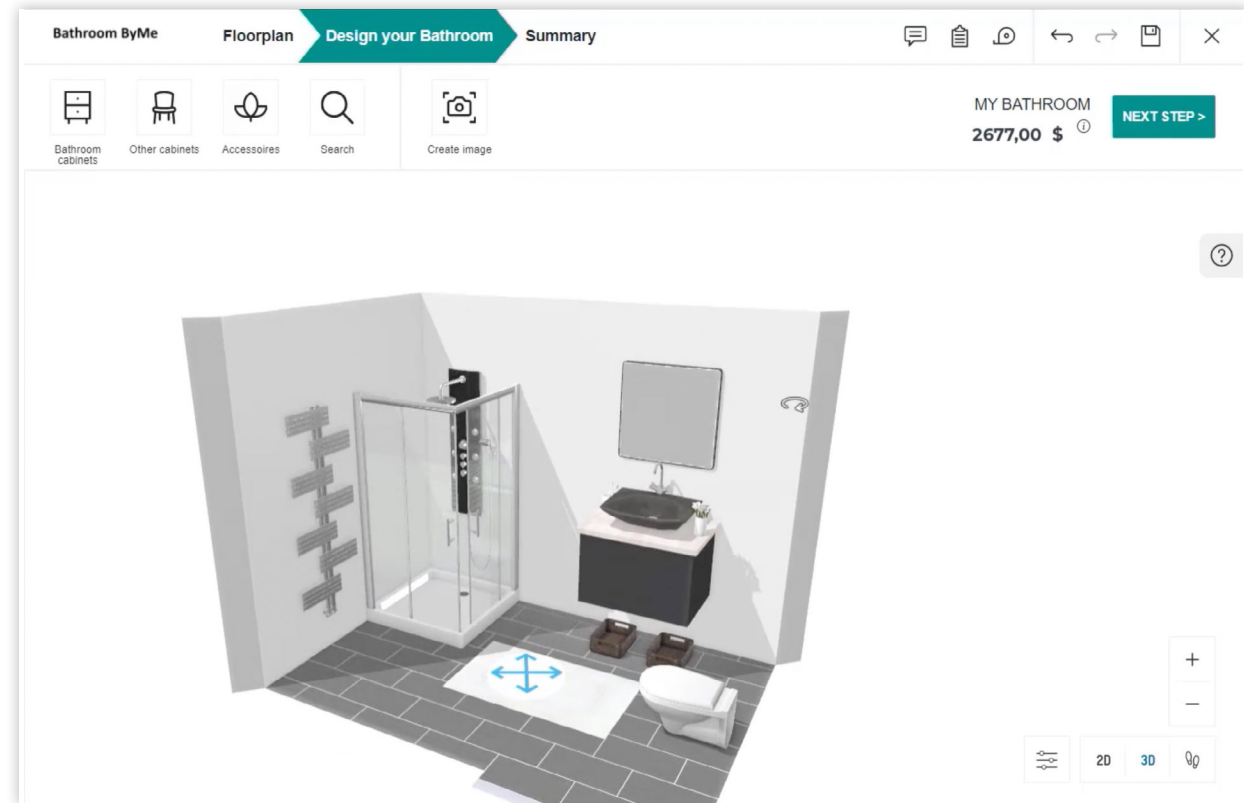 Bathroom ByMe
Floorplan
Design your Bathroom
Summary
Bathroom
cabinets
Other cabinets
Accessoires
Search
Create image
MY BATHROOM
2677,00 $
NEXT STEP >
2D
3D